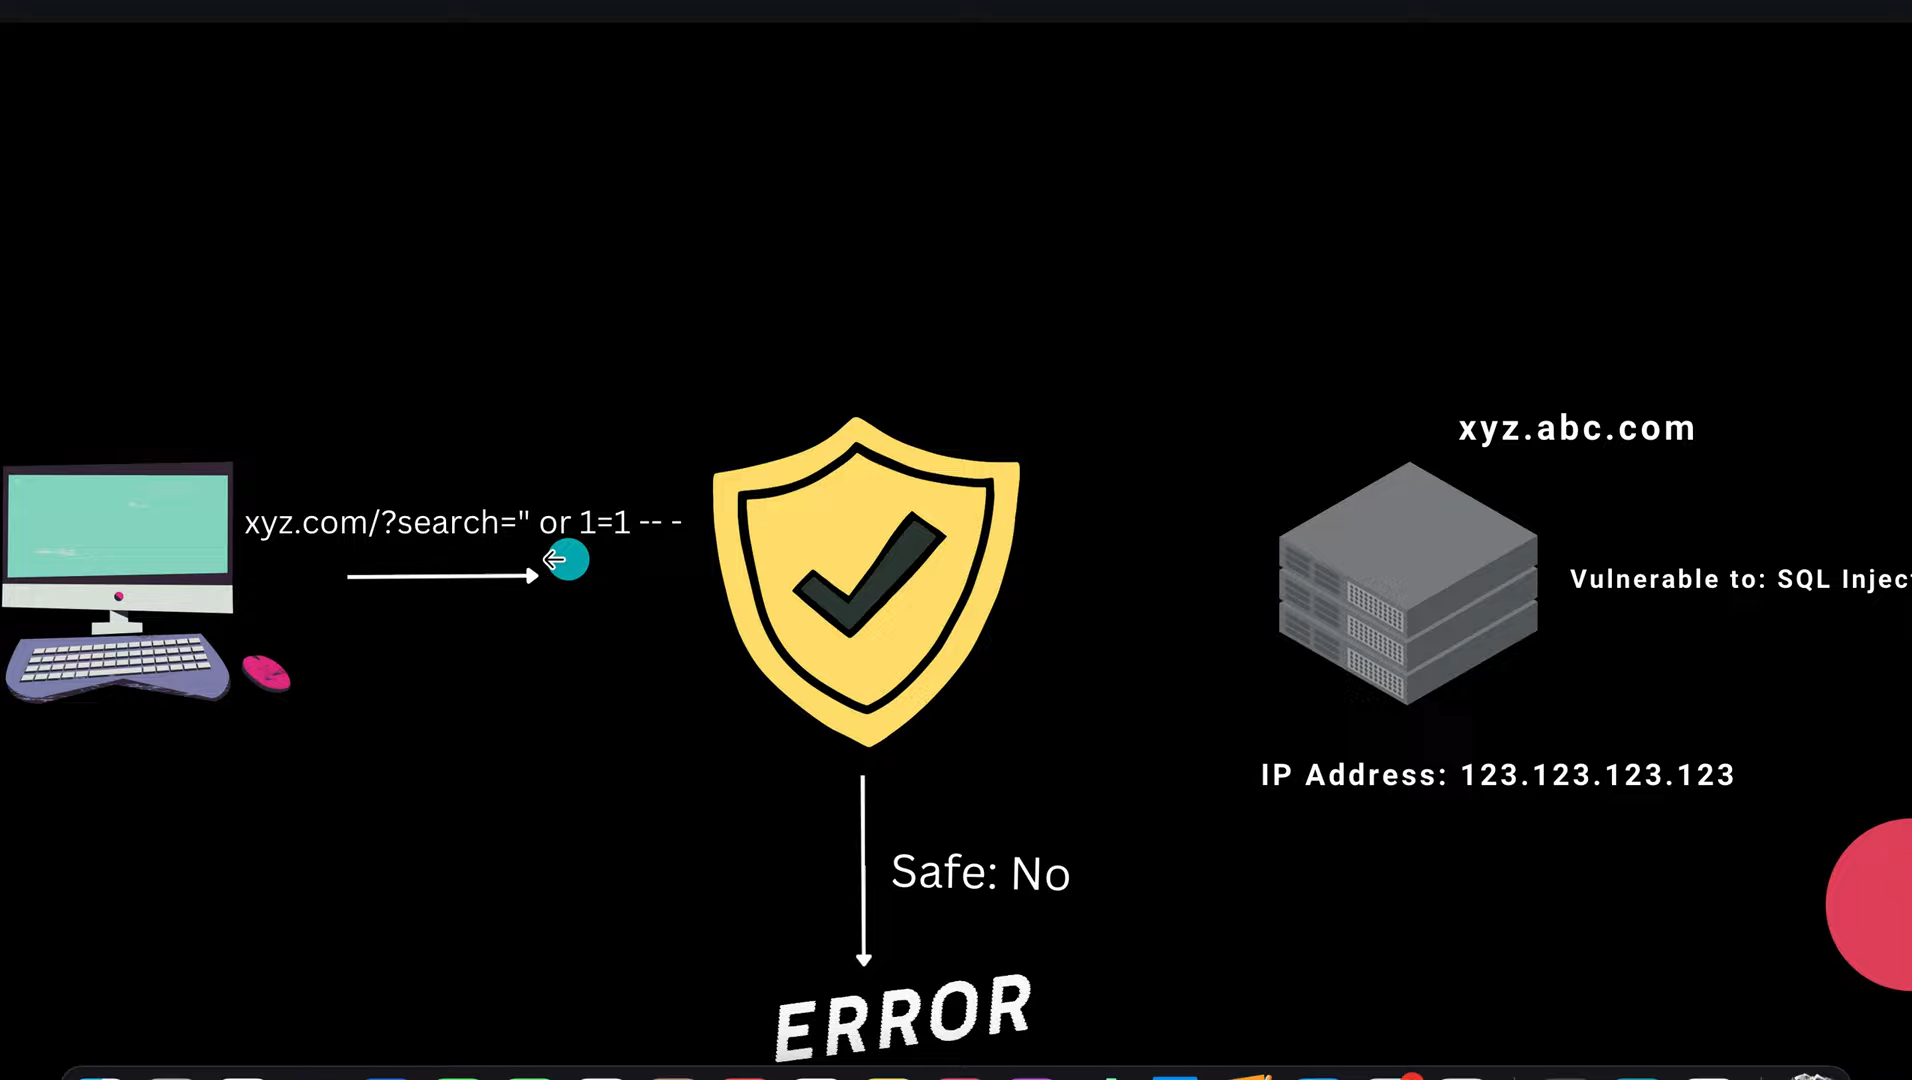 xyz.abc.com
xyz.com/?search=" or 1=1 -- -
Vulnerable to: SQL
IP Address: 123.123.123.123
Safe: No
ERROR